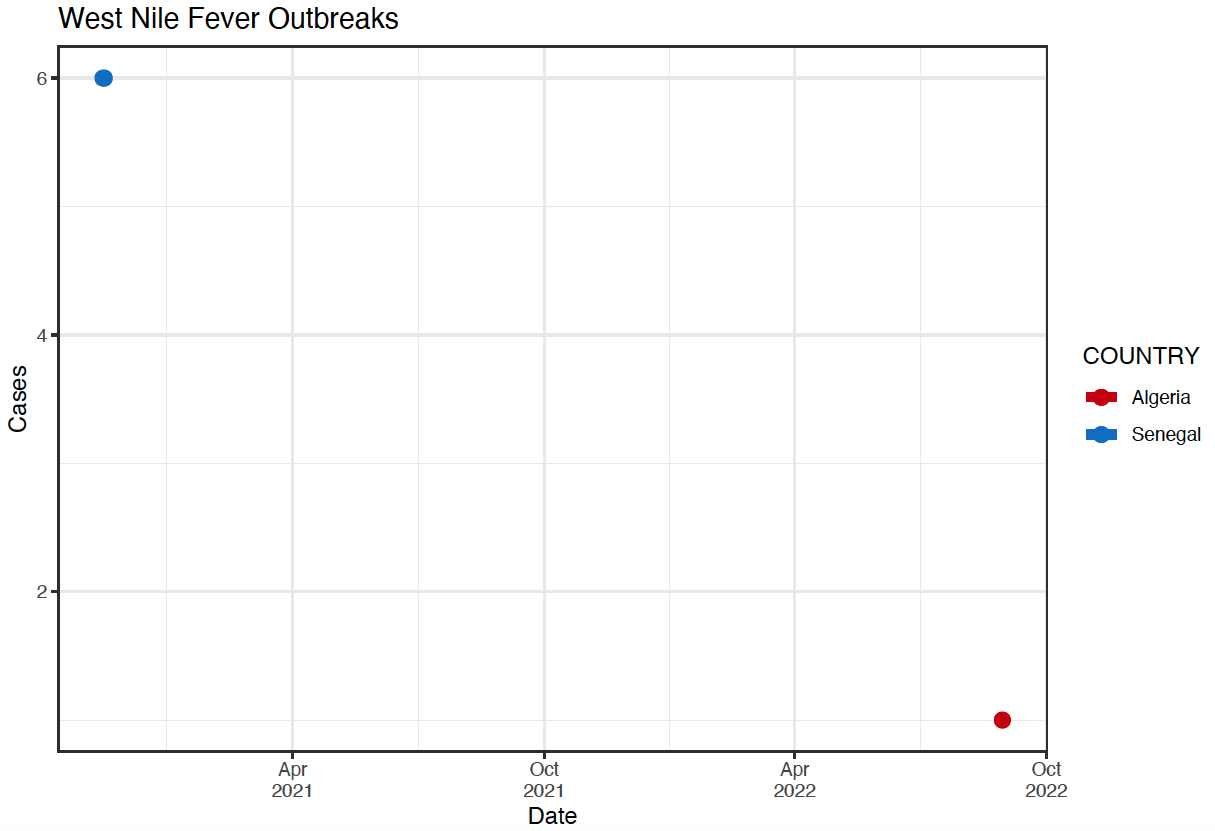 West Nile Fever Outbreaks
6
4
2
Cases
Apr
2021
Oct
2021
Apr
2022
Oct
2022
Date
COUNTRY
Algeria
Senegal